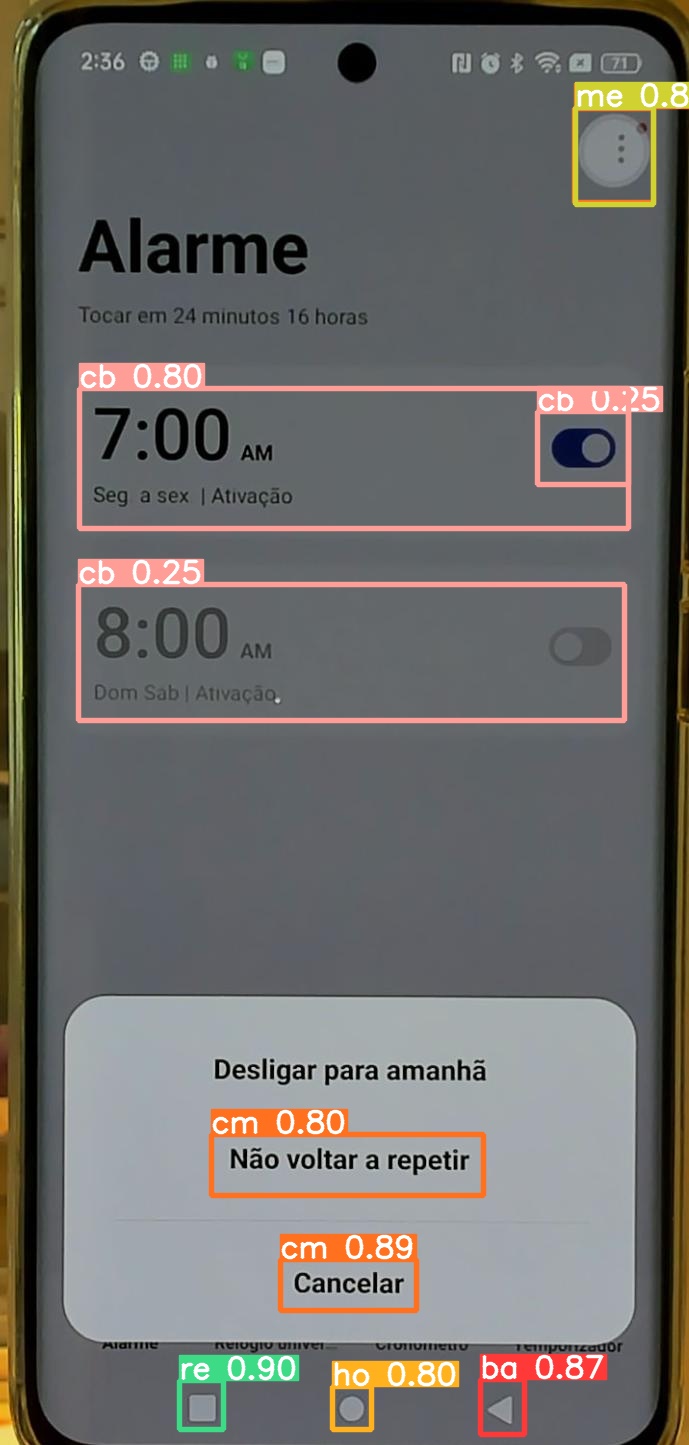 2:36
71
me 0.8
Alarme
Tocar em 24 minutos 16 horas
cb 0.80
cb 0.25
7:00 AM
Seg a sex | Ativação
cb 0.25
8:00 AM
Dom Sab | Ativação
Desligar para amanhã
cm 0.80
Não voltar a repetir
cm 0.89
Cancelar
Alarme Relógio univer... Cronômetro Temporizador
re 0.90 ho 0.80 ba 0.87